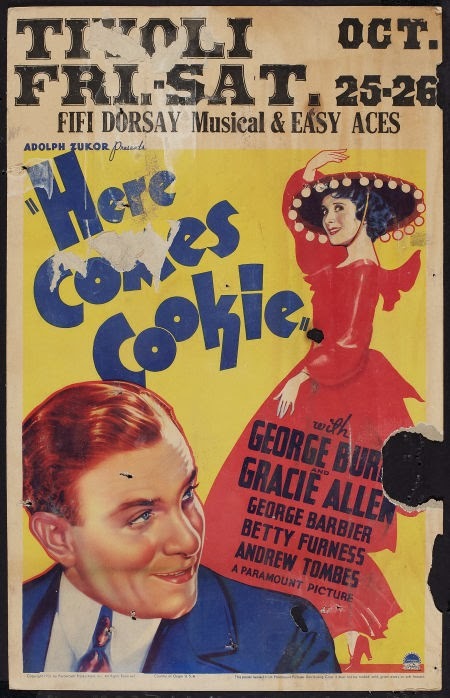 TIVOLI OCT.
FRI.-SAT. 25-26
FIFI DORSAY Musical & EASY ACES
ADOLPH ZUKOR Presents
"Here
Comes
Cookie"
with
GEORGE BUR
AND
GRACIE ALLEN
GEORGE BARBIER
BETTY FURNESS
ANDREW TOMBES
A PARAMOUNT PICTURE